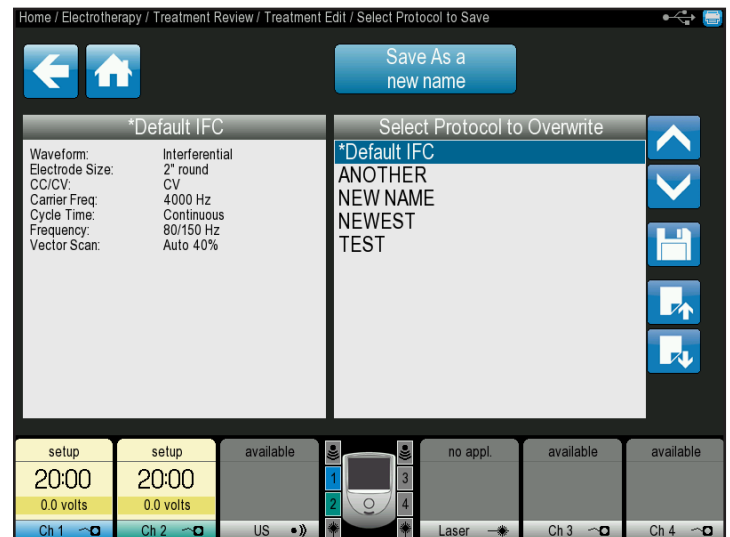 Home / Electrotherapy / Treatment Review / Treatment Edit / Select Protocol to Save
Save As a
new name
*Default IFC
Waveform: Interferential
Electrode Size: 2" round
CC/CV: CV
Carrier Freq: 4000 Hz
Cycle Time: Continuous
Frequency: 80/150 Hz
Vector Scan: Auto 40%
Select Protocol to Overwrite
*Default IFC
ANOTHER
NEW NAME
NEWEST
TEST
setup
20:00
0.0 volts
Ch 1
setup
20:00
0.0 volts
Ch 2
available
US
1
2
3
4
no appl.
Laser
available
Ch 3
available
Ch 4